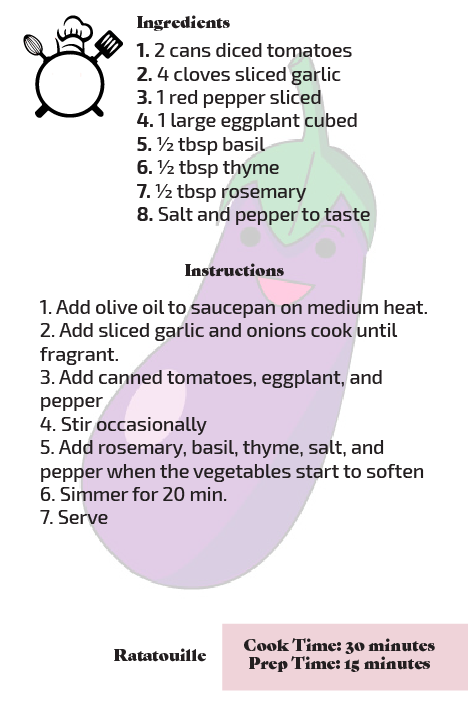 Ingredients
1. 2 cans diced tomatoes
2. 4 cloves sliced garlic
3. 1 red pepper sliced
4. 1 large eggplant cubed
5. ½ tbsp basil
6. ½ tbsp thyme
7. ½ tbsp rosemary
8. Salt and pepper to taste
Instructions
1. Add olive oil to saucepan on medium heat.
2. Add sliced garlic and onions cook until
fragrant.
3. Add canned tomatoes, eggplant, and
pepper
4. Stir occasionally
5. Add rosemary, basil, thyme, salt, and
pepper when the vegetables start to soften
6. Simmer for 20 min.
7. Serve
Ratatouille
Cook Time: 30 minutes
Prep Time: 15 minutes